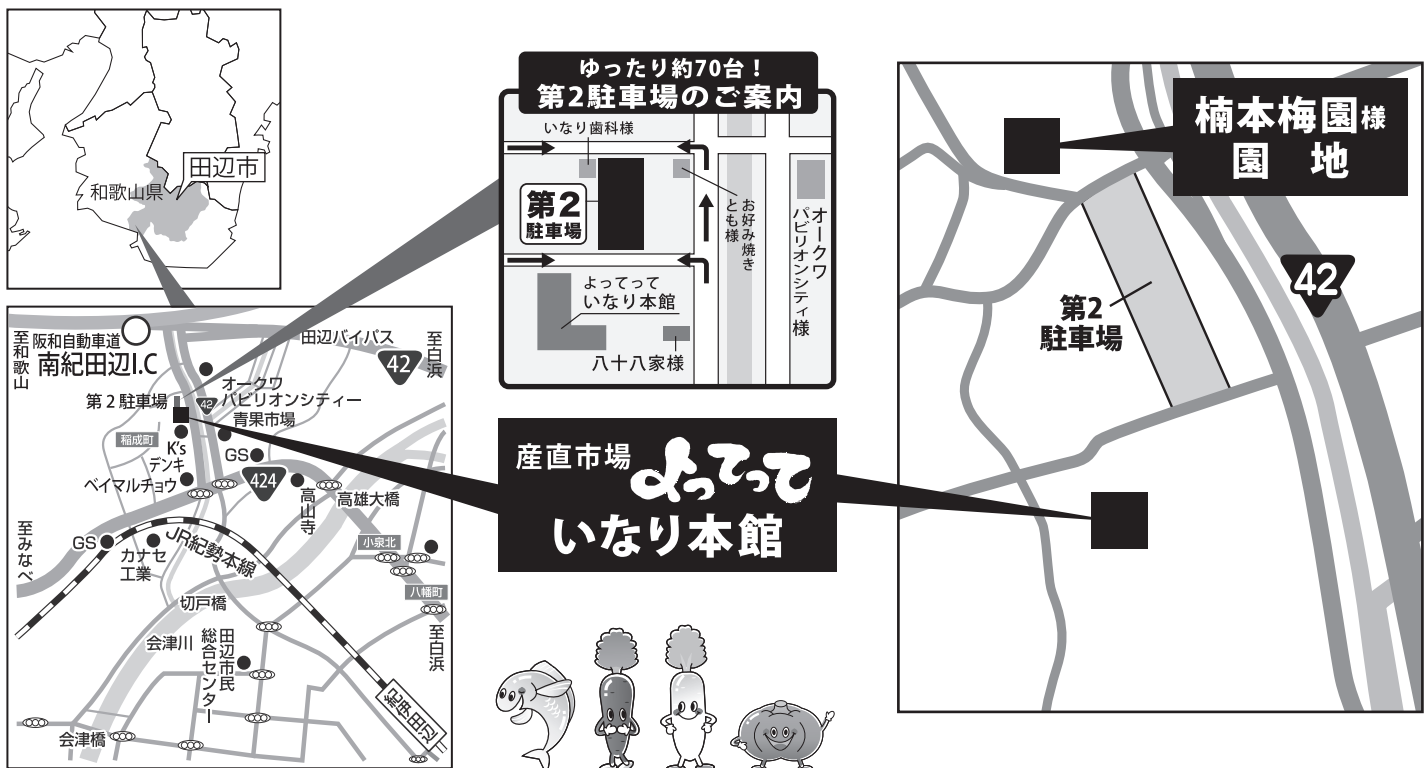 和歌山県
田辺市
至和歌山
阪和自動車道
南紀田辺I.C
田辺バイパス
42
至白浜
オークワ
パビリオンシティー
第2駐車場
42
青果市場
稲成町
K's
デンキ
GS
ベイマルチョウ
424
高山寺
高雄大橋
至みなべ
GS
カナセ
工業
JR紀勢本線
小泉北
八幡町
切戸橋
至白浜
会津川
田辺市民
総合センター
紀伊田辺
会津橋
ゆったり約70台！
第2駐車場のご案内
いなり歯科様
第2
駐車場
お好み焼き
とも様
オークワ
パビリオンシティ様
よってって
いなり本館
八十八家様
産直市場
よってって
いなり本館
楠本梅園様
園地
42
第2
駐車場